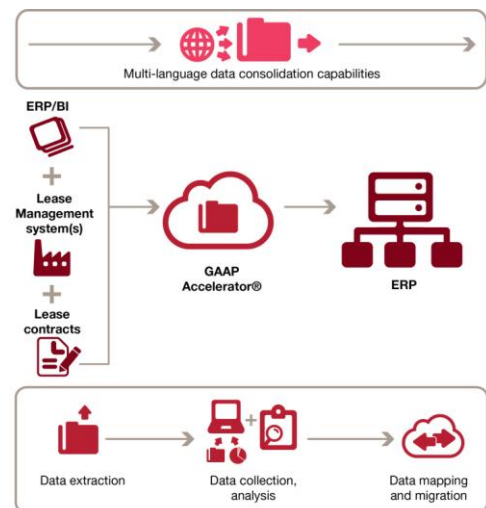 Multi-language data consolidation capabilities
ERP/BI
Lease
Management
system(s)
Lease
contracts
GAAP
Accelerator®
ERP
Data extraction
Data collection,
analysis
Data mapping
and migration